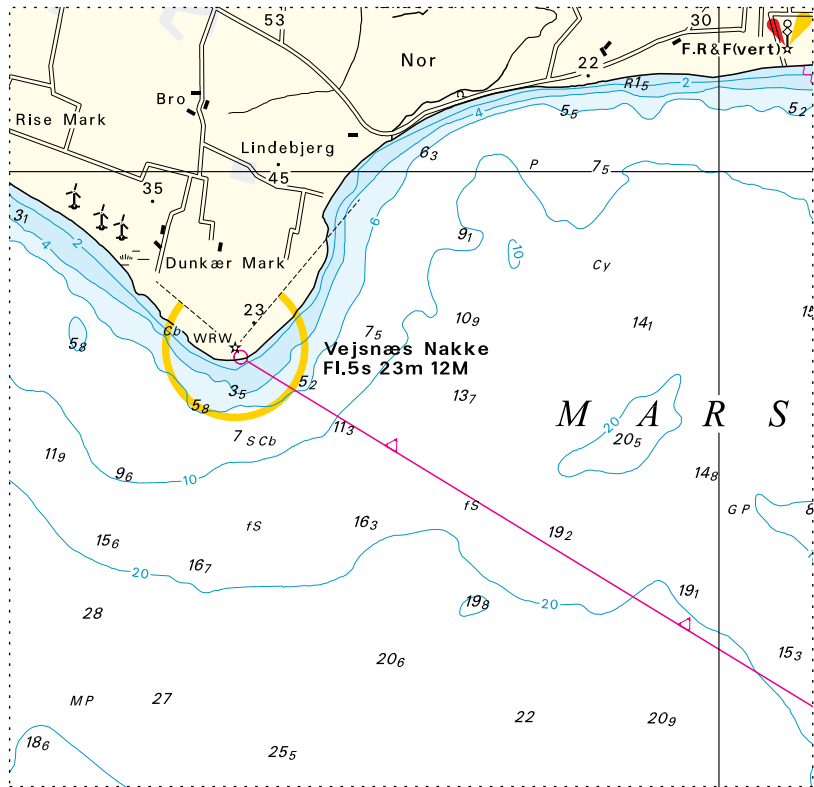 53
30
F.R&F(vert)
Nor
22
R1₅
2
Bro
4
5₅
5₂
Rise Mark
Lindebjerg
6₃
P
7₅
45
35
3₁
2
6
4
9₁
10
Dunkær Mark
Cy
23
10₉
14₁
15
Cb
WRW
7₅
5₈
Vejsnæs Nakke
Fl.5s 23m 12M
5₂
3₅
13₇
5₈
M A R S
20
11₃
7
S Cb
20₅
11₉
9₆
10
14₈
fS
G P
8
fS
16₃
19₂
15₆
16₇
20
19₁
28
19₈
20
15₃
20₆
M P
27
22
20₉
18₆
25₅